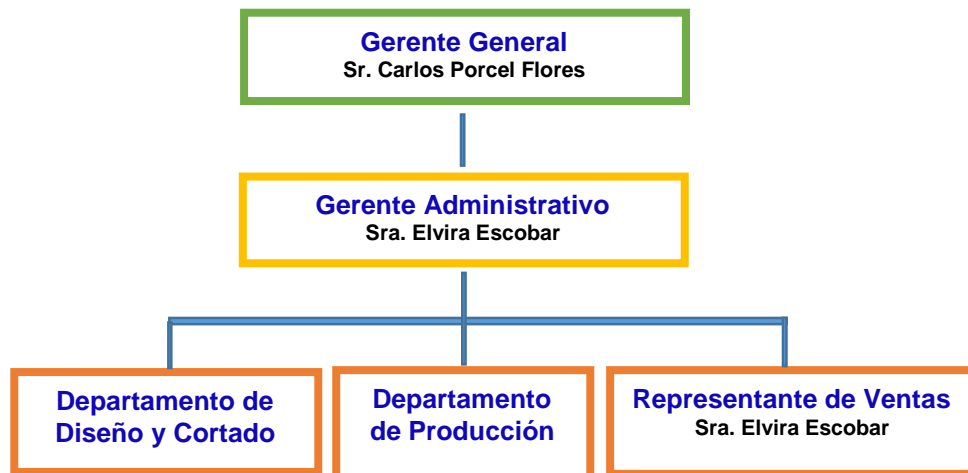 Gerente General
Sr. Carlos Porcel Flores
Gerente Administrativo
Sra. Elvira Escobar
Departamento de
Diseño y Cortado
Departamento
de Producción
Representante de Ventas
Sra. Elvira Escobar